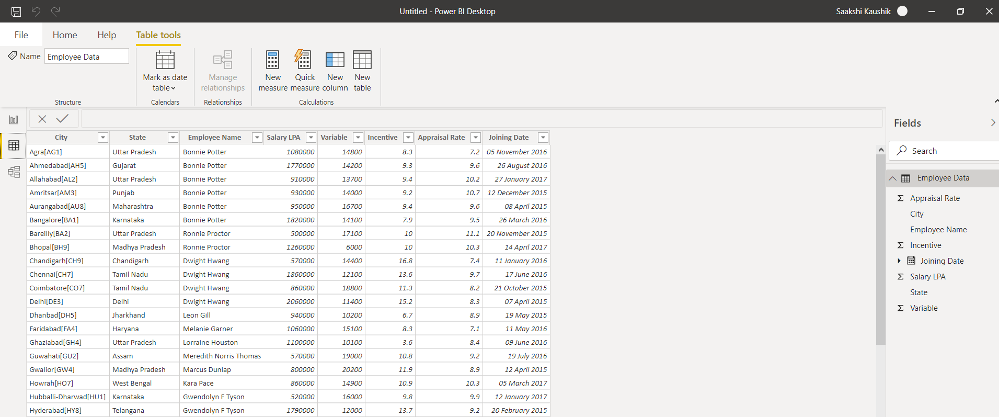 Untitled - Power BI Desktop
Saakshi Kaushik
File Home Help Table tools
Name Employee Data
Mark as date table
Manage relationships
New measure
Quick measure
New column
New table
Structure Calendars Relationships Calculations
City State Employee Name Salary LPA Variable Incentive Appraisal Rate Joining Date
Agra[AG1] Uttar Pradesh Bonnie Potter 1080000 14800 8.3 7.2 05 November 2016
Ahmedabad[AH5] Gujarat Bonnie Potter 1770000 14200 9.3 9.6 26 August 2016
Allahabad[AL2] Uttar Pradesh Bonnie Potter 910000 13700 9.4 10.2 27 January 2017
Amritsar[AM3] Punjab Bonnie Potter 930000 14000 9.2 10.7 12 December 2015
Aurangabad[AU8] Maharashtra Bonnie Potter 950000 16700 9.4 9.6 08 April 2015
Bangalore[BA1] Karnataka Bonnie Potter 1820000 14100 7.9 9.5 26 March 2016
Bareilly[BA2] Uttar Pradesh Ronnie Proctor 500000 17100 10 11.1 20 November 2015
Bhopal[BH9] Madhya Pradesh Ronnie Proctor 1260000 6000 10 10.3 14 April 2017
Chandigarh[CH9] Chandigarh Dwight Hwang 570000 14400 16.8 7.4 11 January 2016
Chennai[CH7] Tamil Nadu Dwight Hwang 1860000 12100 13.6 9.7 17 June 2016
Coimbatore[CO7] Tamil Nadu Dwight Hwang 860000 18800 11.3 8.2 21 October 2015
Delhi[DE3] Delhi Dwight Hwang 2060000 11400 15.2 8.3 07 April 2015
Dhanbad[DH5] Jharkhand Leon Gill 940000 10200 6.7 8.9 19 May 2015
Faridabad[FA4] Haryana Melanie Garner 1060000 15100 8.3 7.1 11 May 2016
Ghaziabad[GH4] Uttar Pradesh Lorraine Houston 1100000 10100 3.6 8.4 09 June 2016
Guwahati[GU2] Assam Meredith Norris Thomas 570000 19000 10.8 9.2 19 July 2016
Gwalior[GW4] Madhya Pradesh Marcus Dunlap 800000 20200 11.9 8.9 12 April 2015
Howrah[HO7] West Bengal Kara Pace 860000 14900 10.9 10.3 05 March 2017
Hubballi-Dharwad[HU1] Karnataka Gwendolyn F Tyson 520000 16000 9.8 9.9 12 January 2017
Hyderabad[HY8] Telangana Gwendolyn F Tyson 1790000 12000 13.7 9.2 20 February 2015
Fields
Search
Employee Data
Σ Appraisal Rate
City
Employee Name
Σ Incentive
Joining Date
Σ Salary LPA
State
Σ Variable